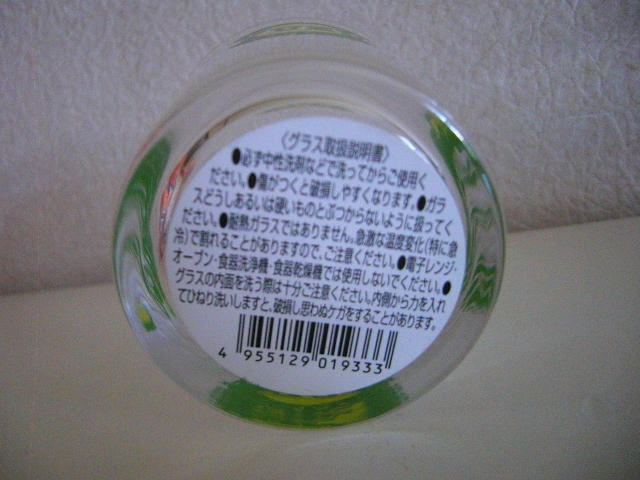 〈グラス取扱説明書〉
●必ず中性洗剤などで洗ってからご使用く
ださい。●傷がつくと破損しやすくなります。●ガラ
スどうしあるいは硬いものとぶつからないように扱ってく
ださい。●耐熱ガラスではありません。急激な温度変化(特に急
冷)で割れることがありますので、ご注意ください。●電子レンジ・
オーブン・食器洗浄機・食器乾燥機では使用しないでください。●
グラスの内面を洗う際は十分ご注意ください。内側から力を入れ
てひねり洗いしますと、破損し思わぬケガをすることがあります。
4 955129 019333